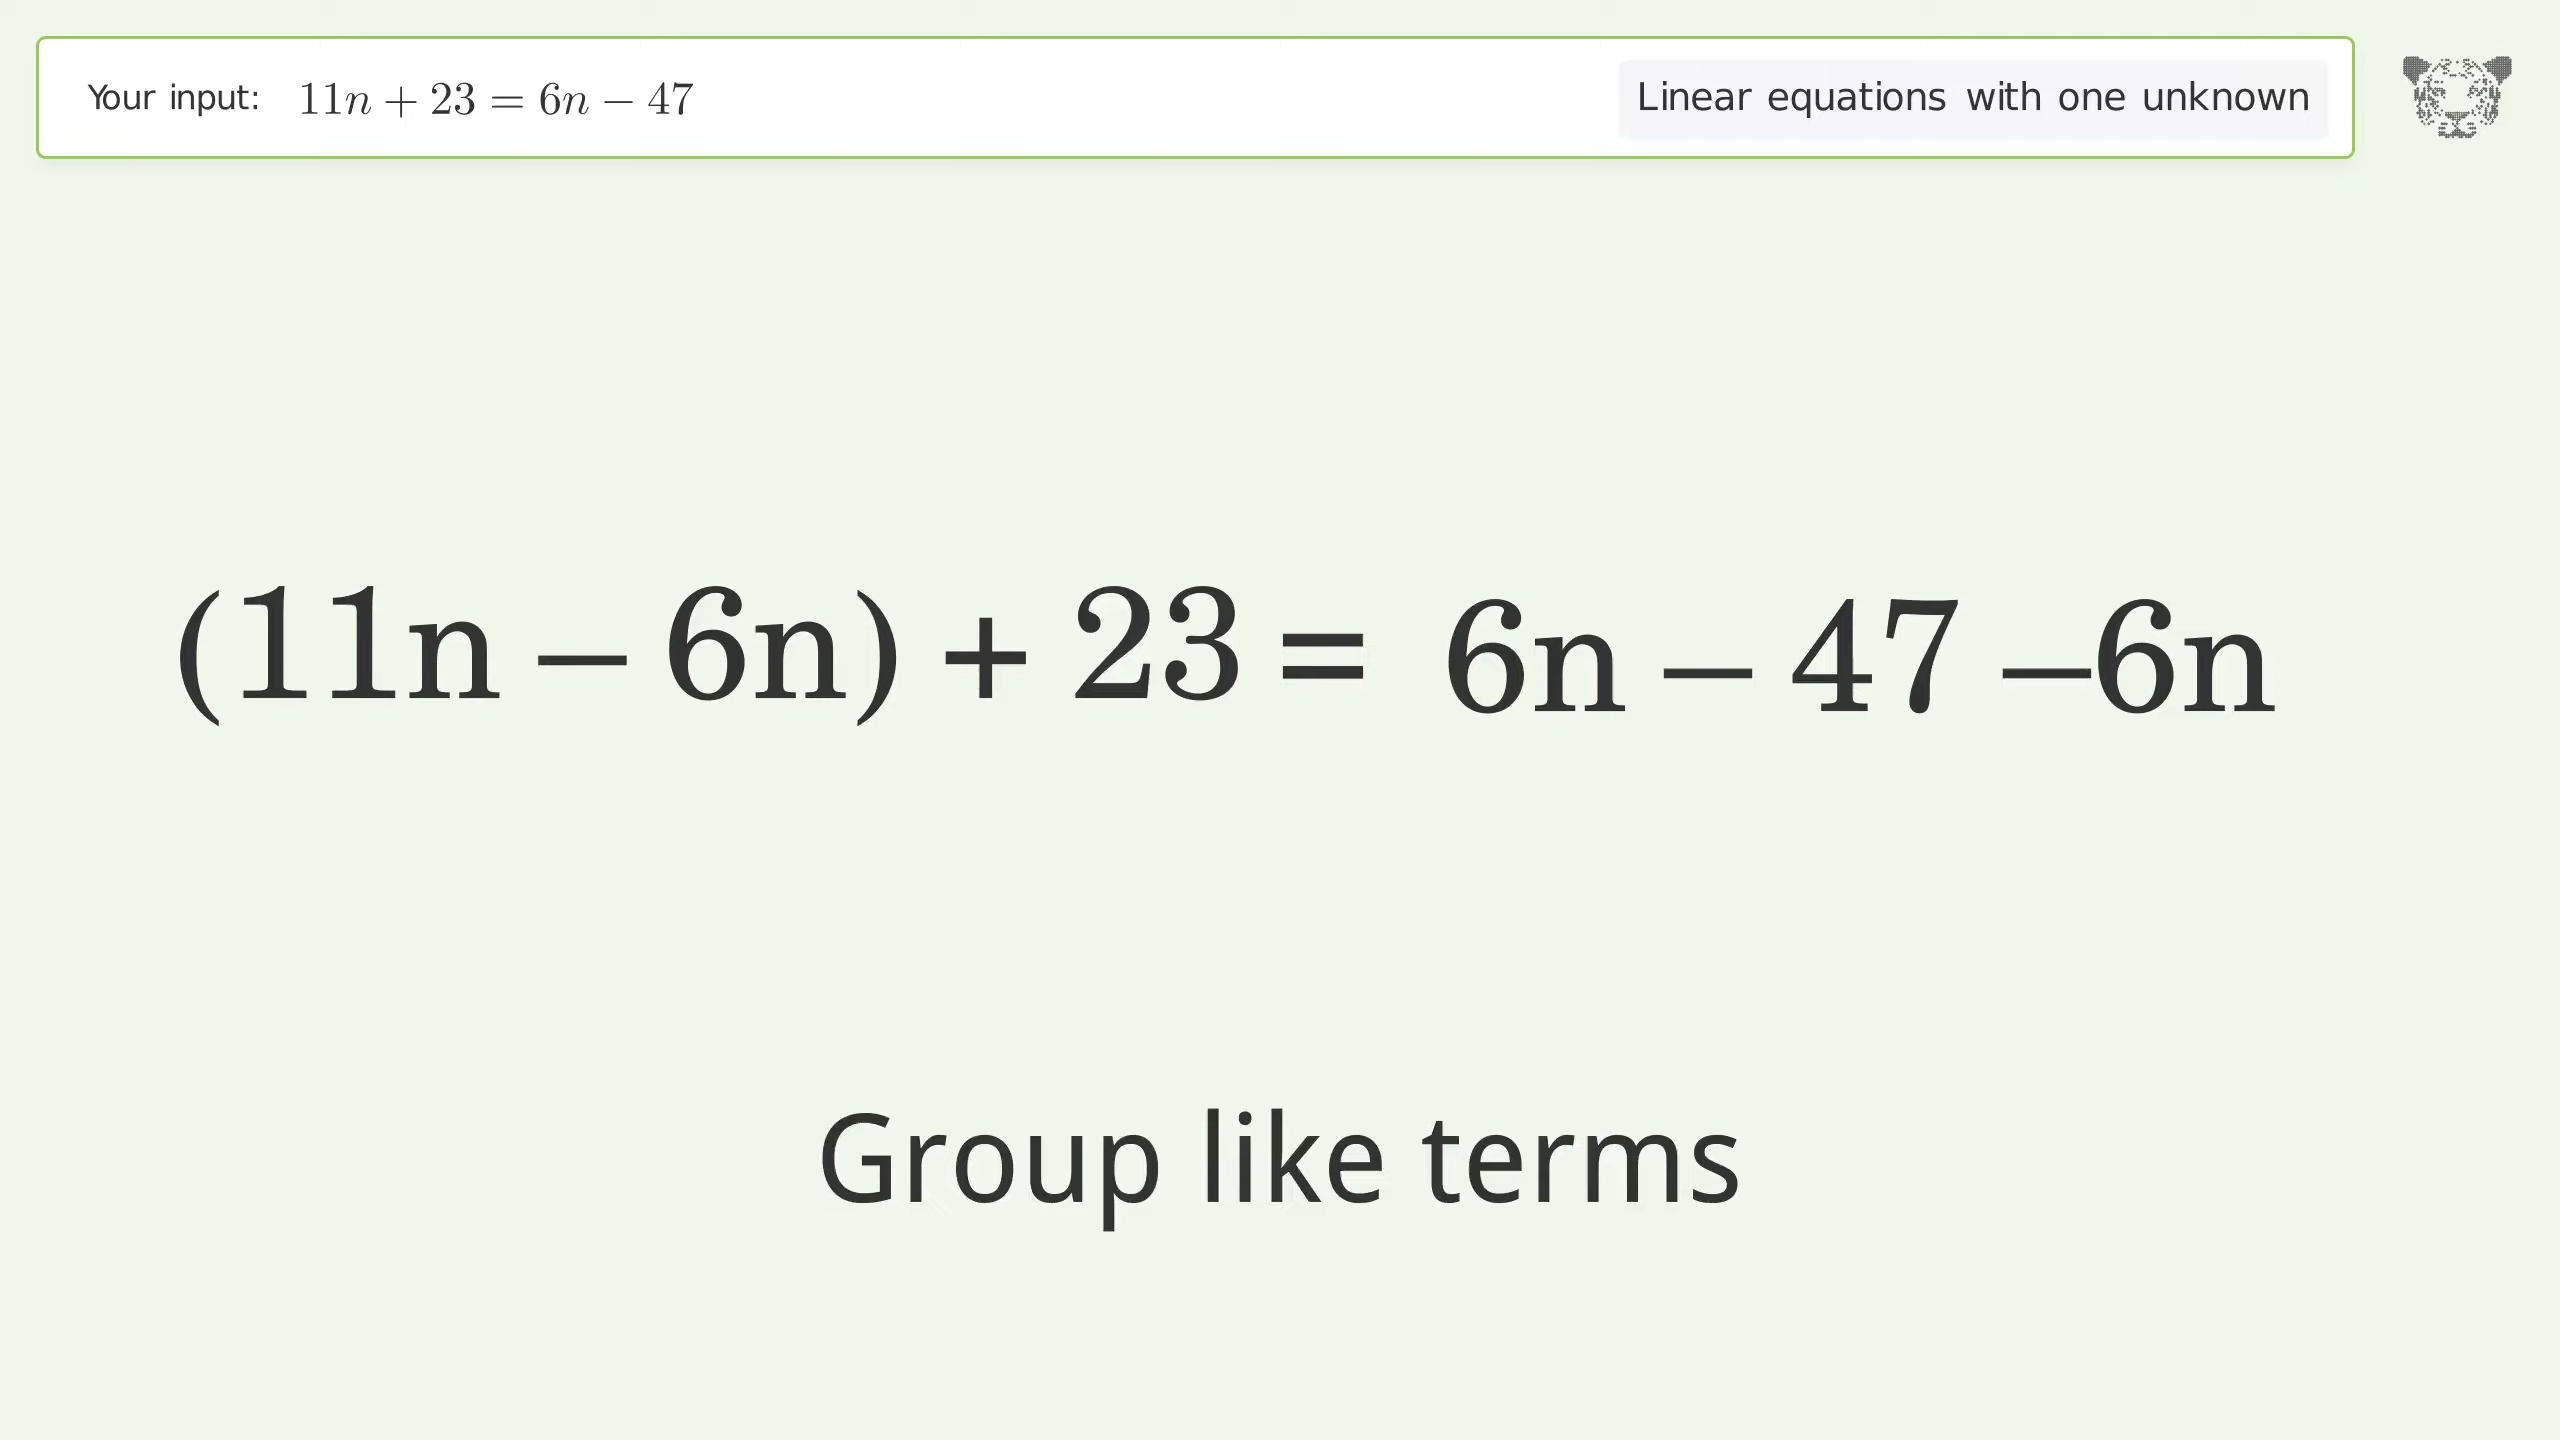 Your input: 11n + 23 = 6n − 47
Linear equations with one unknown
(11n − 6n) + 23 = 6n − 47 −6n
Group like terms